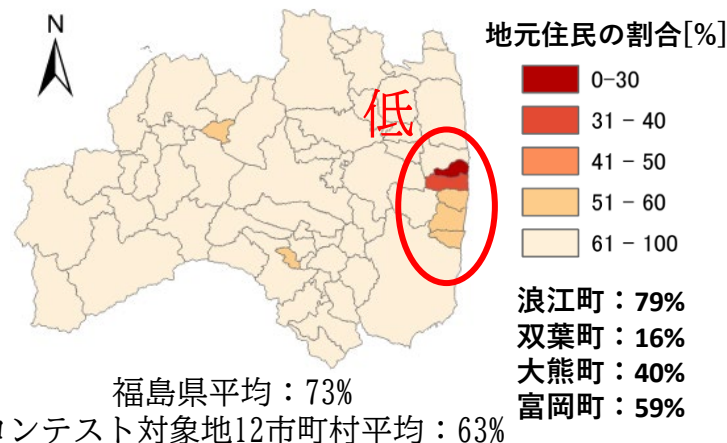 N
地元住民の割合[%]
0-30
31 - 40
41 - 50
51 - 60
61 - 100
低
浪江町：79%
双葉町：16%
大熊町：40%
富岡町：59%
福島県平均：73%
コンテスト対象地12市町村平均：63%